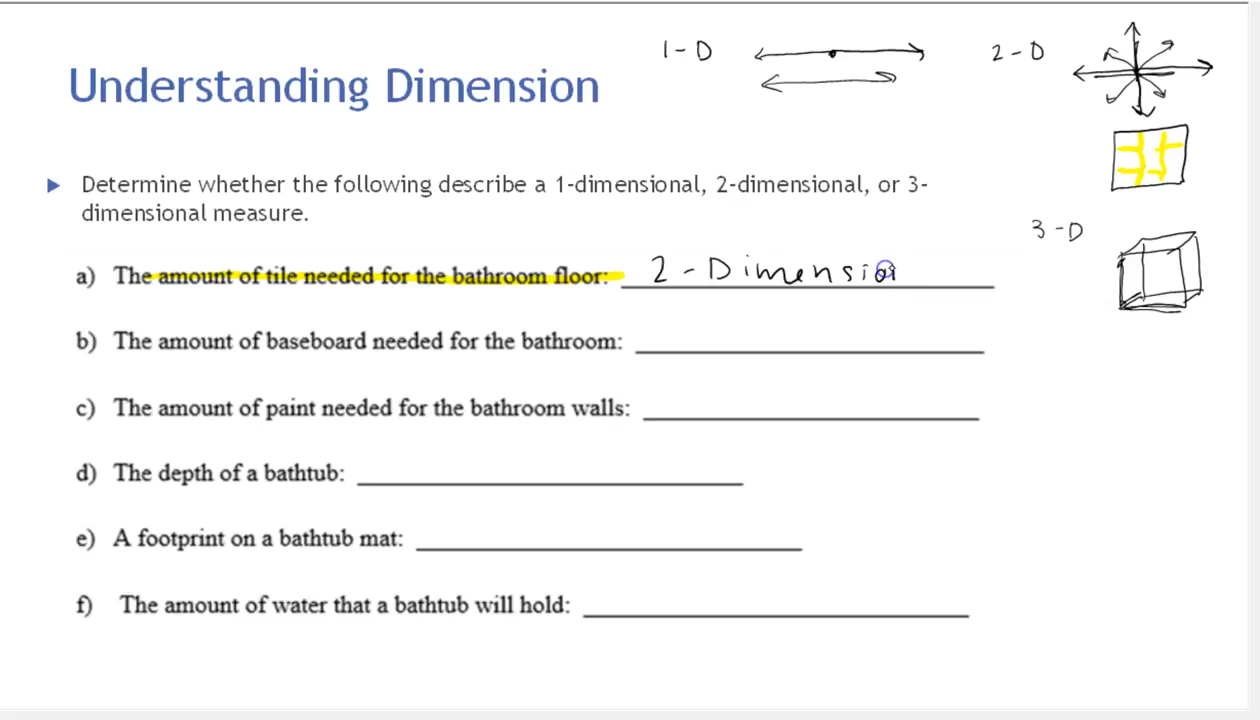 1-D
2-D
Understanding Dimension
Determine whether the following describe a 1-dimensional, 2-dimensional, or 3-
dimensional measure.
3-D
a) The amount of tile needed for the bathroom floor: 2-Dimension
b) The amount of baseboard needed for the bathroom:
c) The amount of paint needed for the bathroom walls:
d) The depth of a bathtub:
e) A footprint on a bathtub mat:
f) The amount of water that a bathtub will hold: